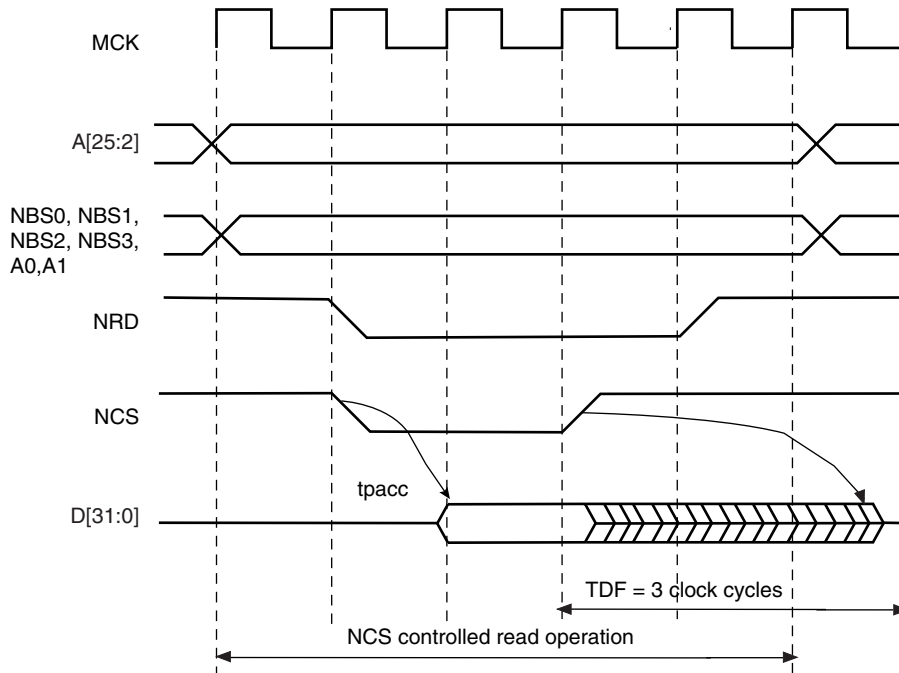 MCK
A[25:2]
NBS0, NBS1,
NBS2, NBS3,
A0,A1
NRD
NCS
tpacc
D[31:0]
TDF = 3 clock cycles
NCS controlled read operation